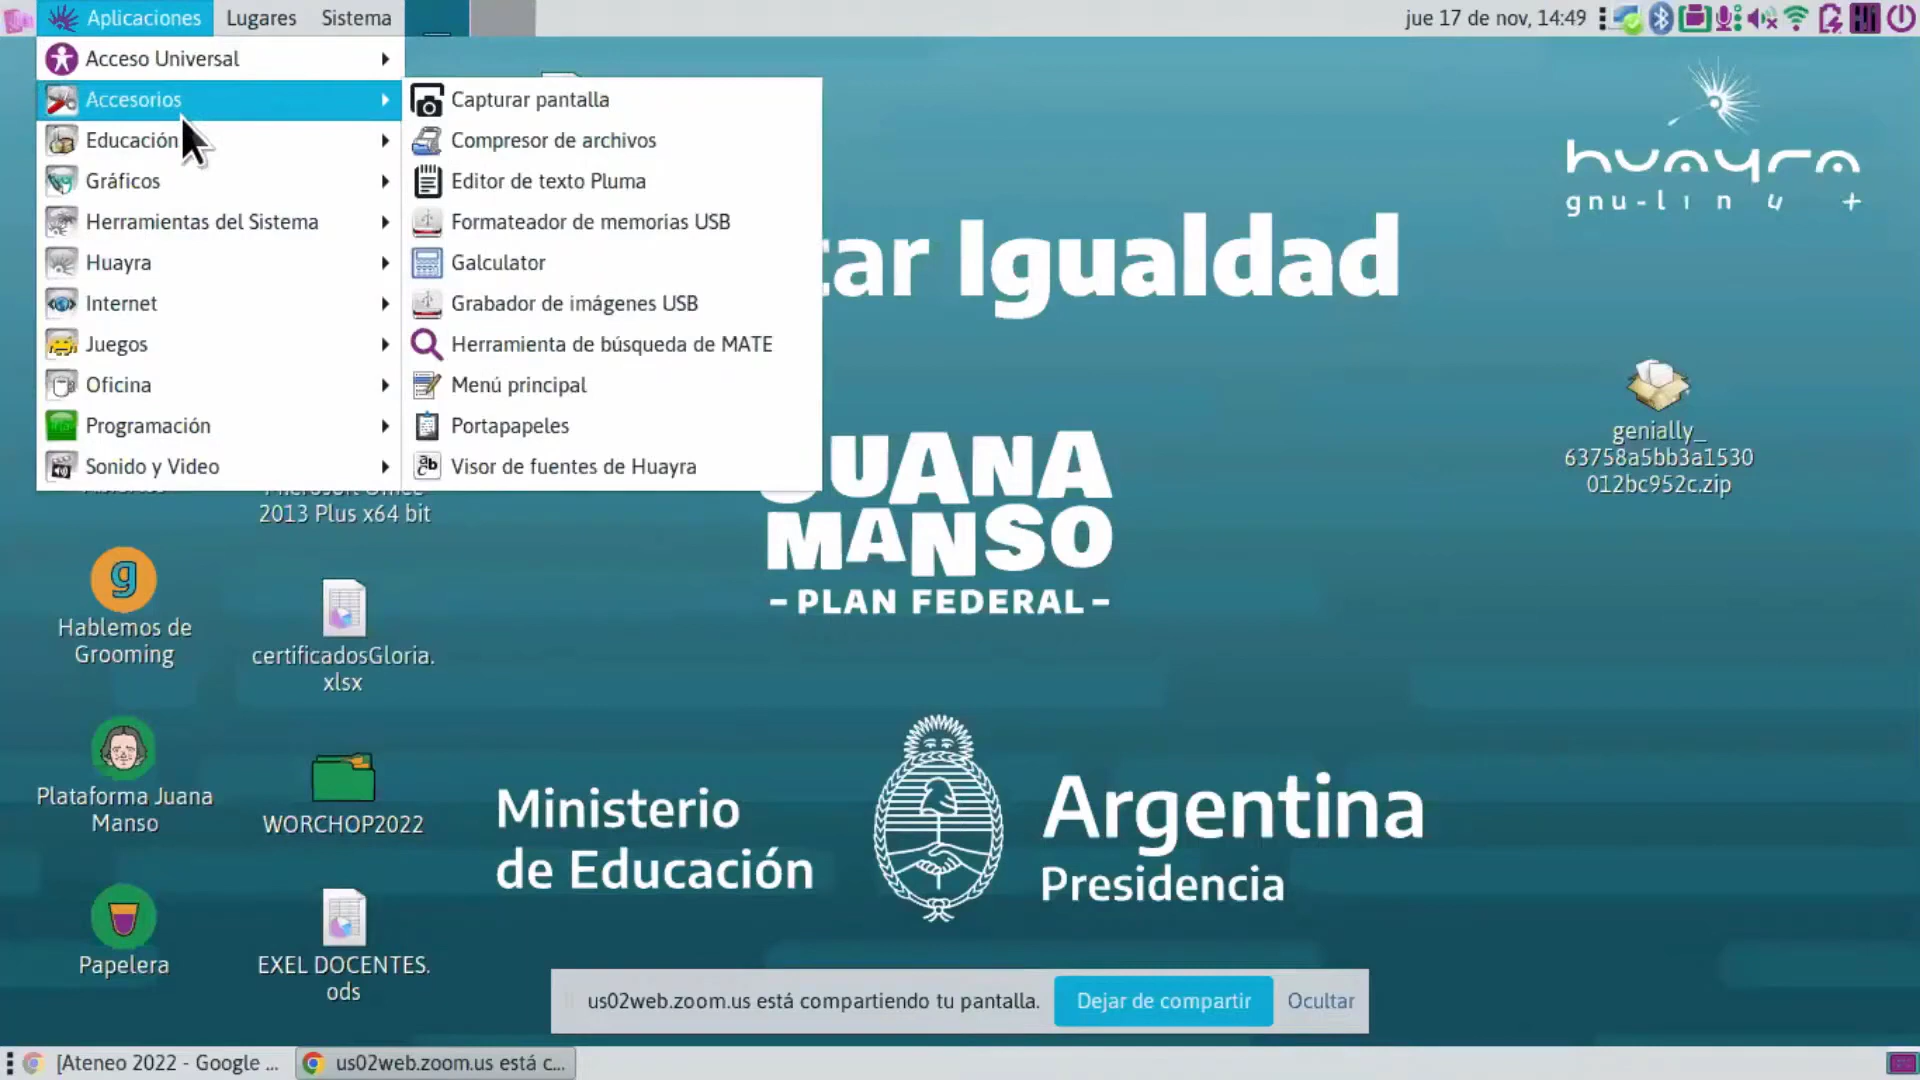 Aplicaciones Lugares Sistema
jue 17 de nov, 14:49
Acceso Universal
Accesorios
Educación
Gráficos
Herramientas del Sistema
Huayra
Internet
Juegos
Oficina
Programación
Sonido y Video
Capturar pantalla
Compresor de archivos
Editor de texto Pluma
Formateador de memorias USB
Galculator
Grabador de imágenes USB
Herramienta de búsqueda de MATE
Menú principal
Portapapeles
Visor de fuentes de Huayra
huayra
gnu-linux +
tar Igualdad
JUANA
MANSO
- PLAN FEDERAL -
genially_
63758a5bb3a1530
012bc952c.zip
Microsoft Office
2013 Plus x64 bit
Hablemos de
Grooming
certificadosGloria.
xlsx
Plataforma Juana
Manso
WORCHOP2022
Papelera
EXEL DOCENTES.
ods
Ministerio
de Educación
Argentina
Presidencia
us02web.zoom.us está compartiendo tu pantalla. Dejar de compartir Ocultar
[Ateneo 2022 - Google ... us02web.zoom.us está c...